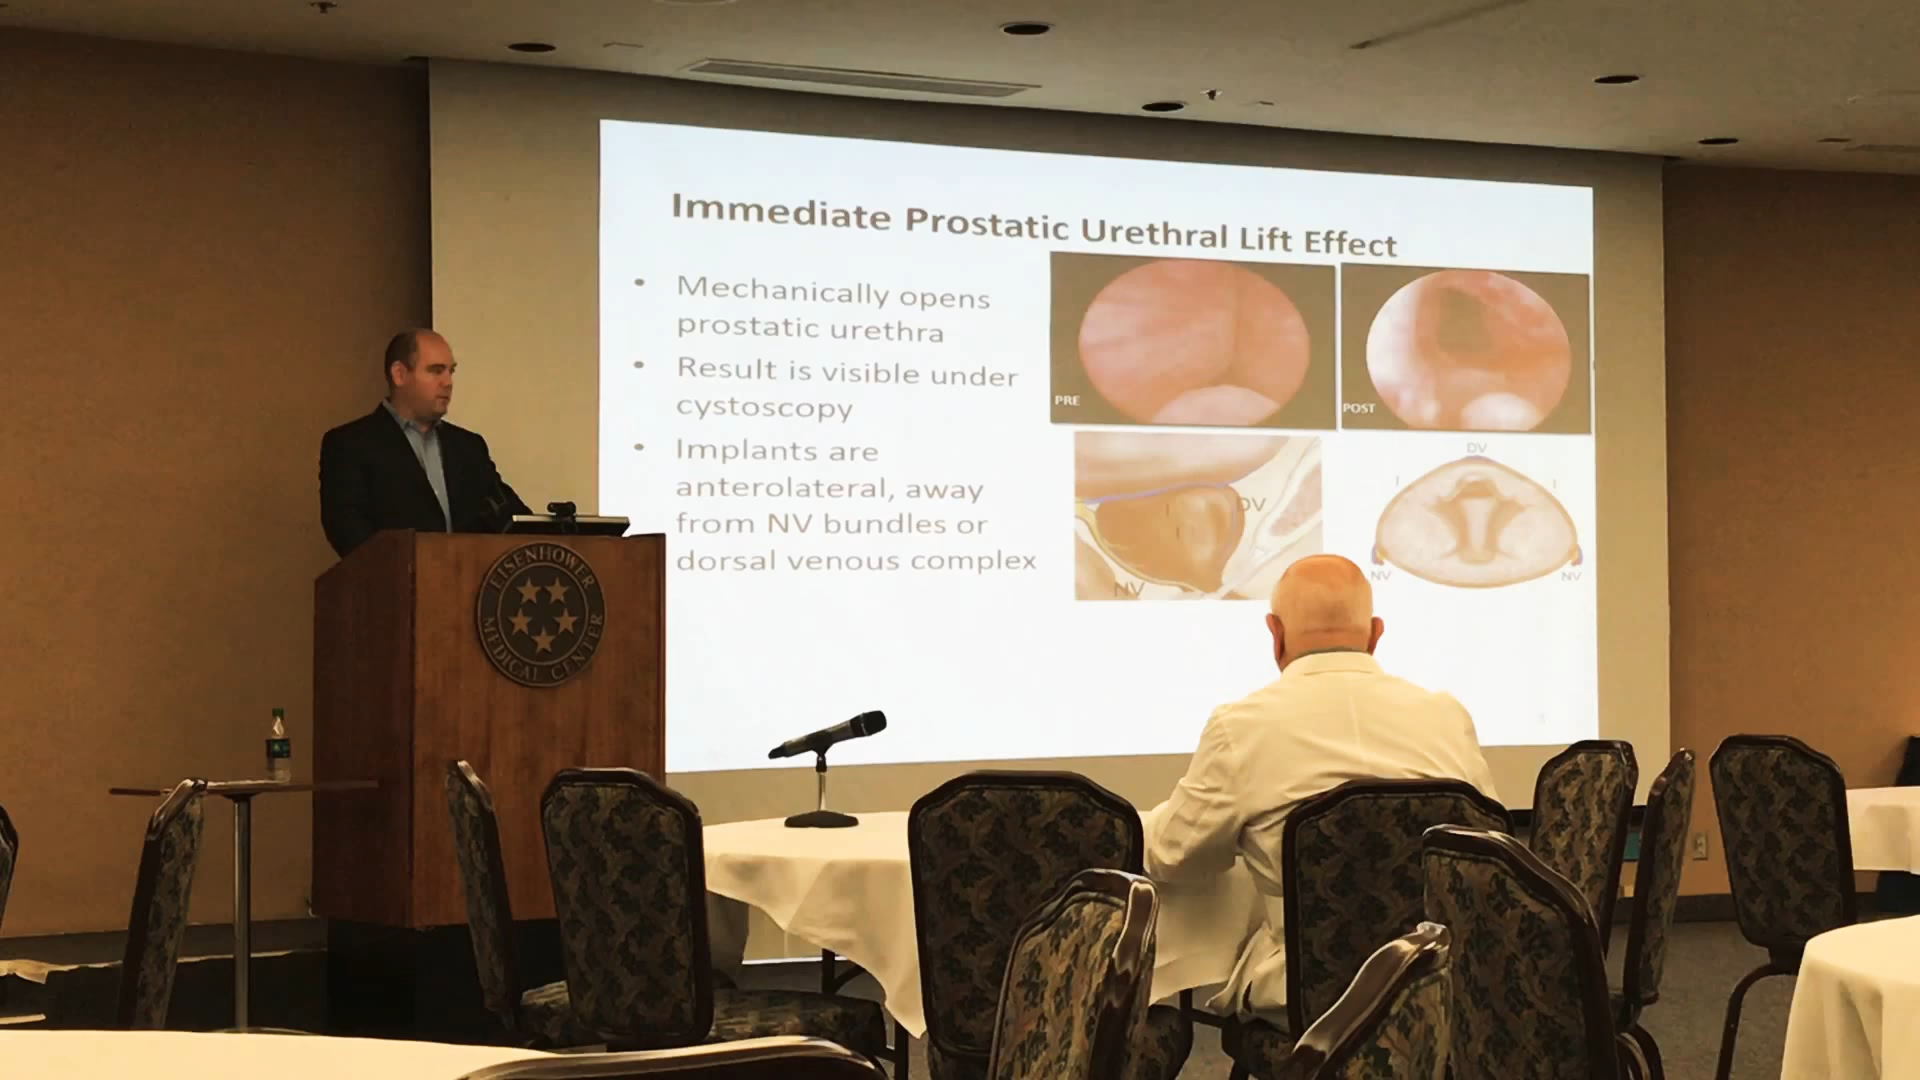 Immediate Prostatic Urethral Lift Effect
• Mechanically opens
prostatic urethra
• Result is visible under
cystoscopy
• Implants are
anterolateral, away
from NV bundles or
dorsal venous complex
PRE
POST
I
DV
NV
DV
I
I
NV
NV
EISENHOWER
MEDICAL CENTER